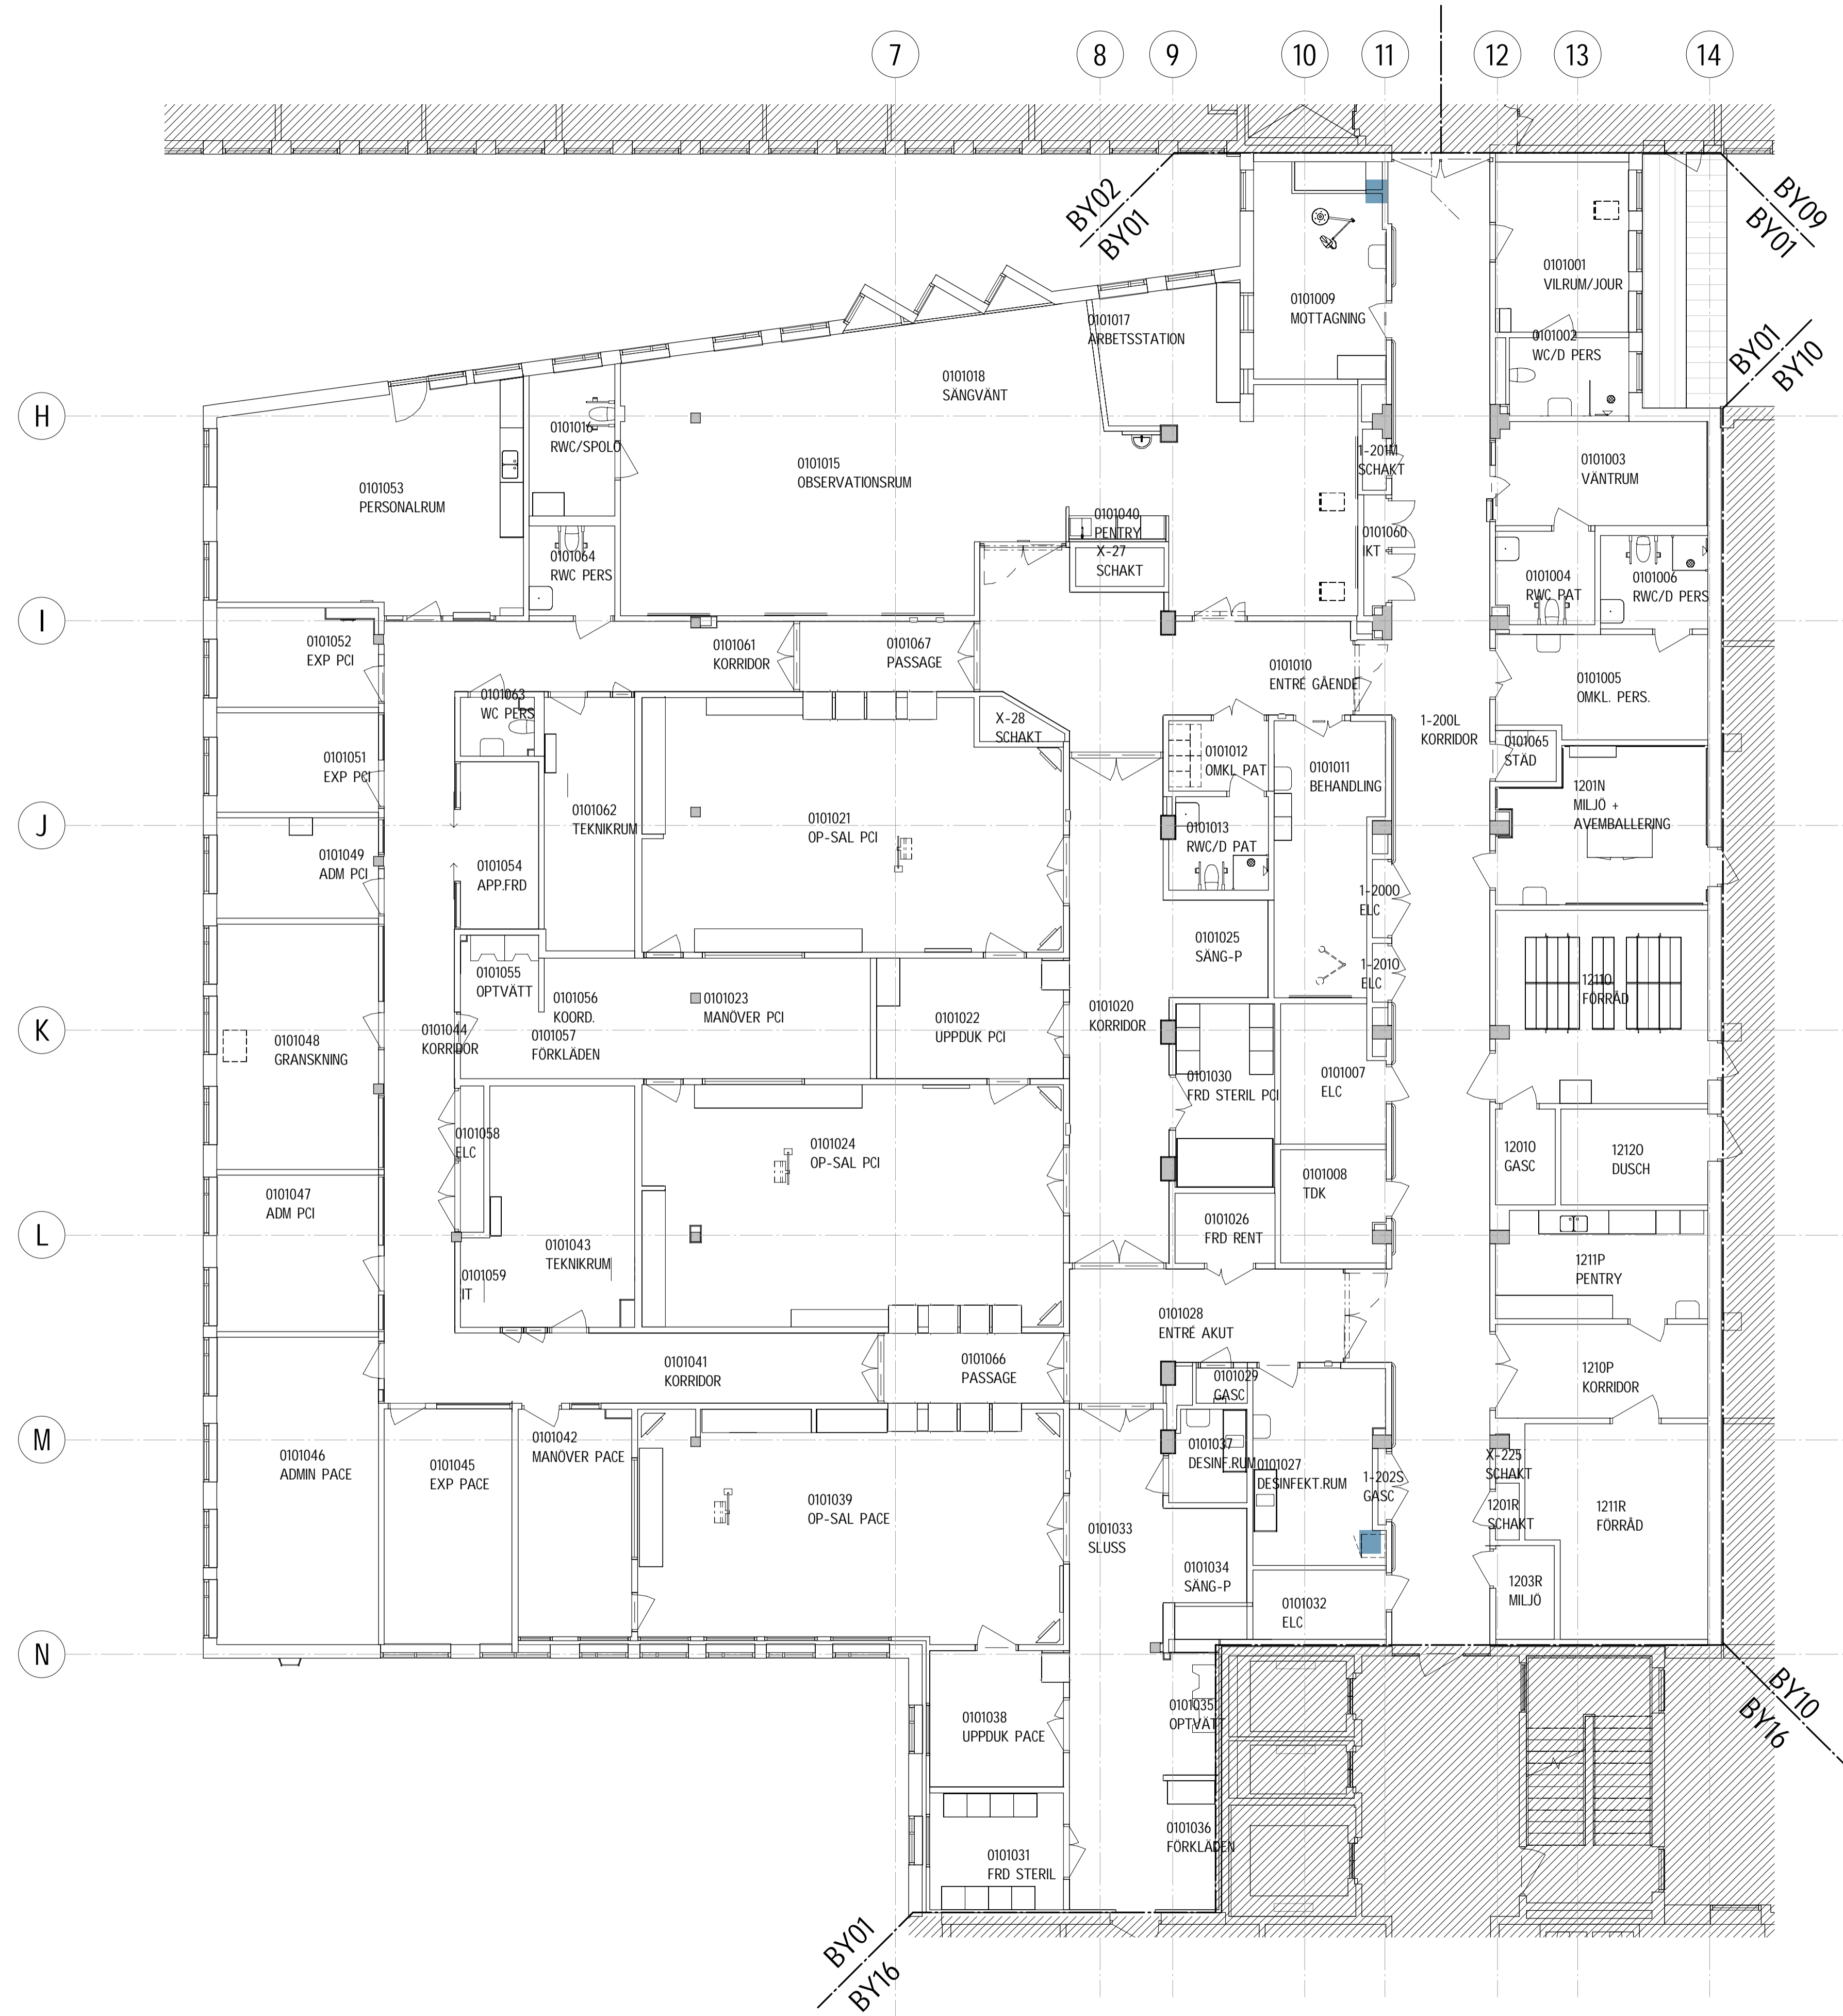 7
8
9
10
11
12
13
14
BY02
BY01
BY09
BY01
0101001
VILRUM/JOUR
0101009
MOTTAGNING
0101017
ARBETSSTATION
0101002
WC/D PERS
BY01
BY10
0101018
SÄNGVÄNT
H
0101016
RWC/SPOLO
1-201M
SCHAKT
0101003
VÄNTRUM
0101015
OBSERVATIONSRUM
0101053
PERSONALRUM
0101040
PENTRY
X-27
SCHAKT
0101060
IKT
0101064
RWC PERS
0101004
RWC PAT
0101006
RWC/D PERS
I
0101052
EXP PCI
0101061
KORRIDOR
0101067
PASSAGE
0101010
ENTRÉ GÅENDE
0101005
OMKL. PERS.
0101063
WC PERS
X-28
SCHAKT
1-200L
KORRIDOR
0101065
STÄD
0101051
EXP PCI
0101012
OMKL PAT
0101011
BEHANDLING
1201N
MILJÖ +
AVEMBALLERING
J
0101062
TEKNIKRUM
0101021
OP-SAL PCI
0101013
RWC/D PAT
0101049
ADM PCI
0101054
APP.FRD
1-2000
ELC
0101025
SÄNG-P
0101055
OPTVÄTT
1-2010
ELC
12110
FÖRRÅD
0101056
KOORD.
0101023
MANÖVER PCI
0101020
KORRIDOR
K
0101048
GRANSKNING
0101044
KORRIDOR
0101057
FÖRKLÄDEN
0101022
UPPDUK PCI
0101030
FRD STERIL PCI
0101007
ELC
0101058
ELC
0101024
OP-SAL PCI
12010
GASC
12120
DUSCH
0101047
ADM PCI
0101008
TDK
L
0101026
FRD RENT
0101043
TEKNIKRUM
0101059
IT
1211P
PENTRY
0101028
ENTRÉ AKUT
0101041
KORRIDOR
0101066
PASSAGE
0101029
GASC
1210P
KORRIDOR
M
0101046
ADMIN PACE
0101045
EXP PACE
0101042
MANÖVER PACE
0101037
DESINF.RUM
0101027
DESINFEKT.RUM
1-202S
GASC
X-225
SCHAKT
0101039
OP-SAL PACE
1201R
SCHAKT
1211R
FÖRRÅD
0101033
SLUSS
0101034
SÄNG-P
1203R
MILJÖ
0101032
ELC
N
0101035
OPTVÄTT
BY10
BY16
0101038
UPPDUK PACE
0101036
FÖRKLÄDEN
0101031
FRD STERIL
BY01
BY16